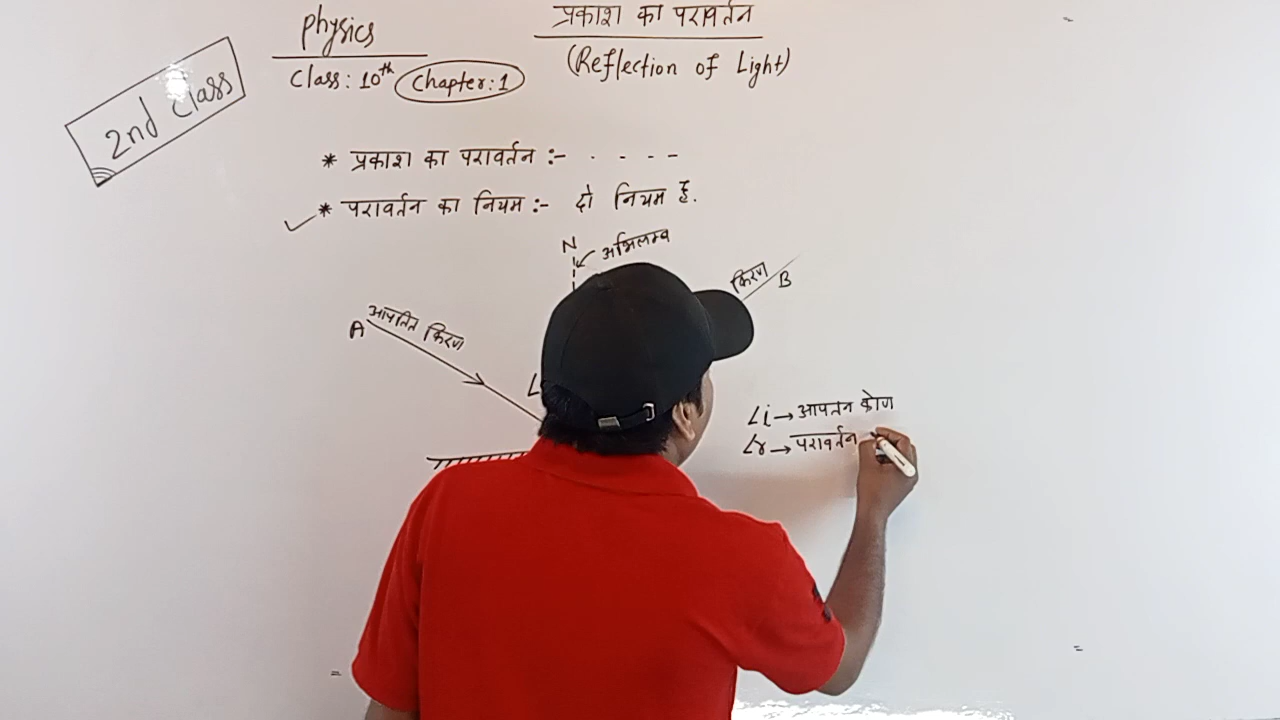 Physics
Class: 10th Chapter: 1
प्रकाश का परावर्तन
(Reflection of Light)
2nd Class
* प्रकाश का परावर्तन :- . - - -
* परावर्तन का नियम :- दो नियम है.
N
अभिलम्ब
किरण
B
A
आपतित किरण
∠
∠i → आपतन कोण
∠r → परावर्तन